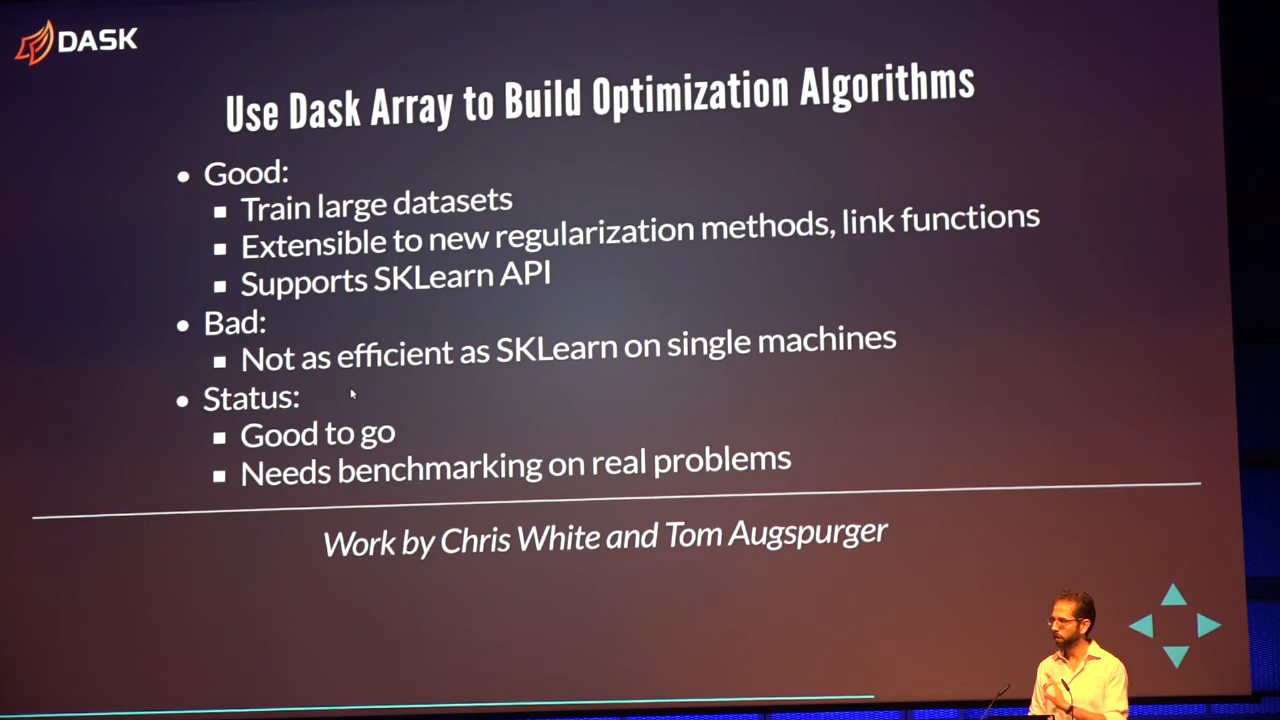 DASK
Use Dask Array to Build Optimization Algorithms
Good:
Train large datasets
Extensible to new regularization methods, link functions
Supports SKLearn API
Bad:
Not as efficient as SKLearn on single machines
Status:
Good to go
Needs benchmarking on real problems
Work by Chris White and Tom Augspurger